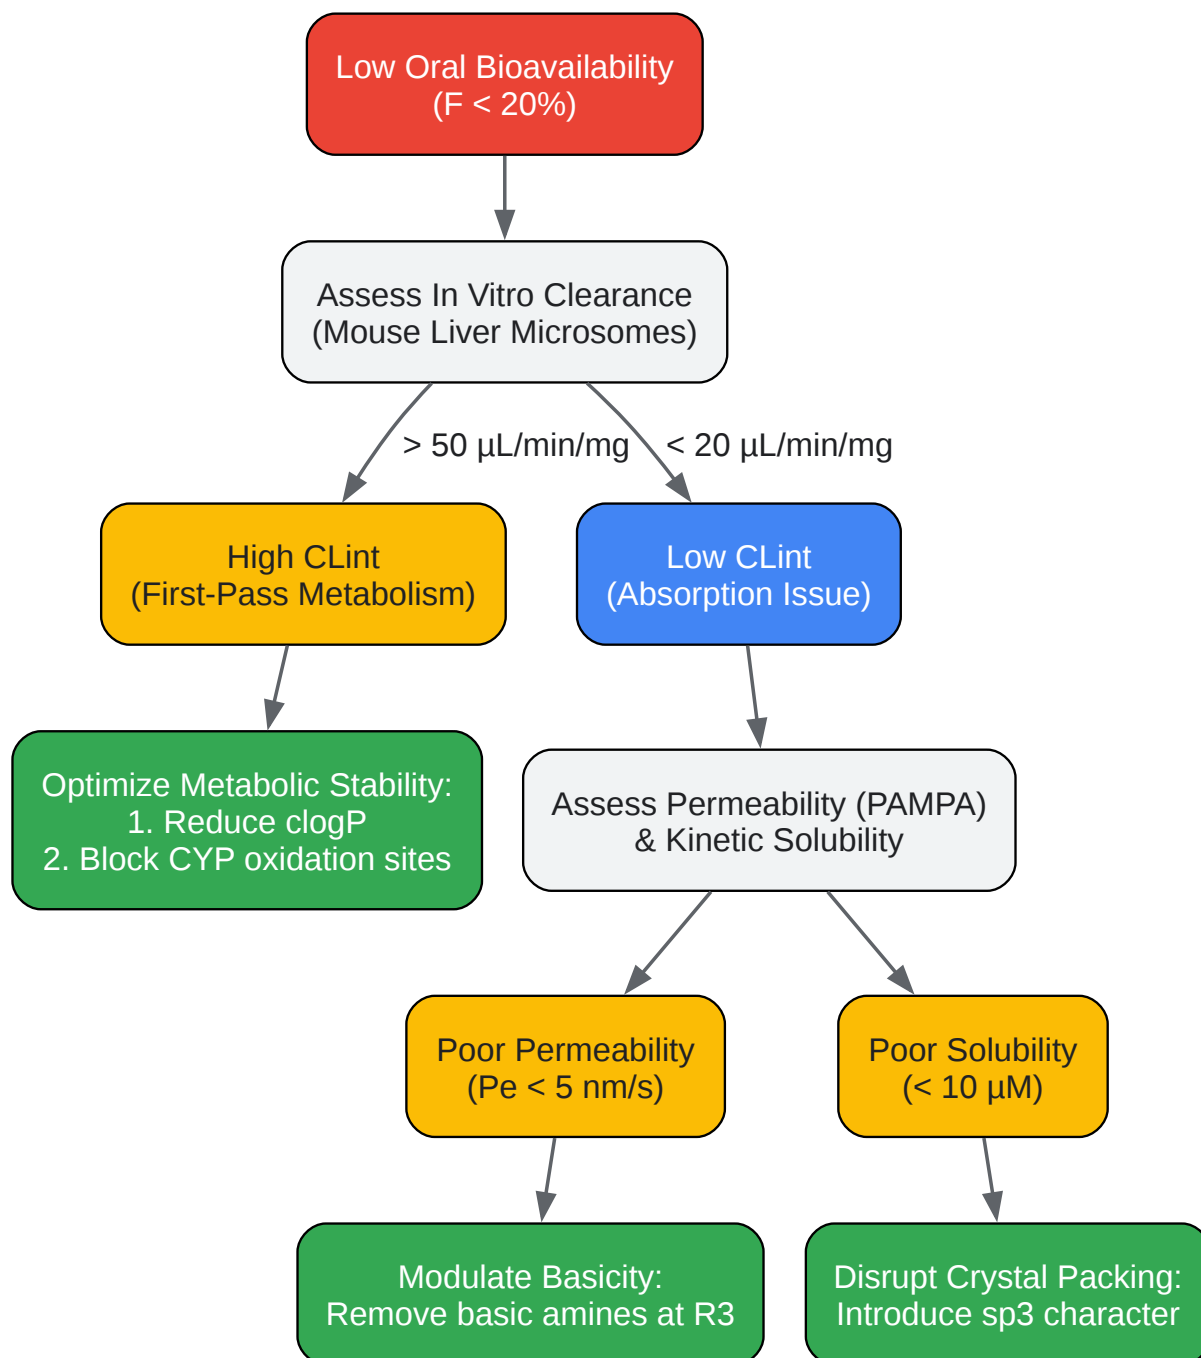 Low Oral Bioavailability
(F < 20%)
Assess In Vitro Clearance
(Mouse Liver Microsomes)
> 50 µL/min/mg
< 20 µL/min/mg
High CLint
(First-Pass Metabolism)
Low CLint
(Absorption Issue)
Optimize Metabolic Stability:
1. Reduce clogP
2. Block CYP oxidation sites
Assess Permeability (PAMPA)
& Kinetic Solubility
Poor Permeability
(Pe < 5 nm/s)
Poor Solubility
(< 10 µM)
Modulate Basicity:
Remove basic amines at R3
Disrupt Crystal Packing:
Introduce sp3 character